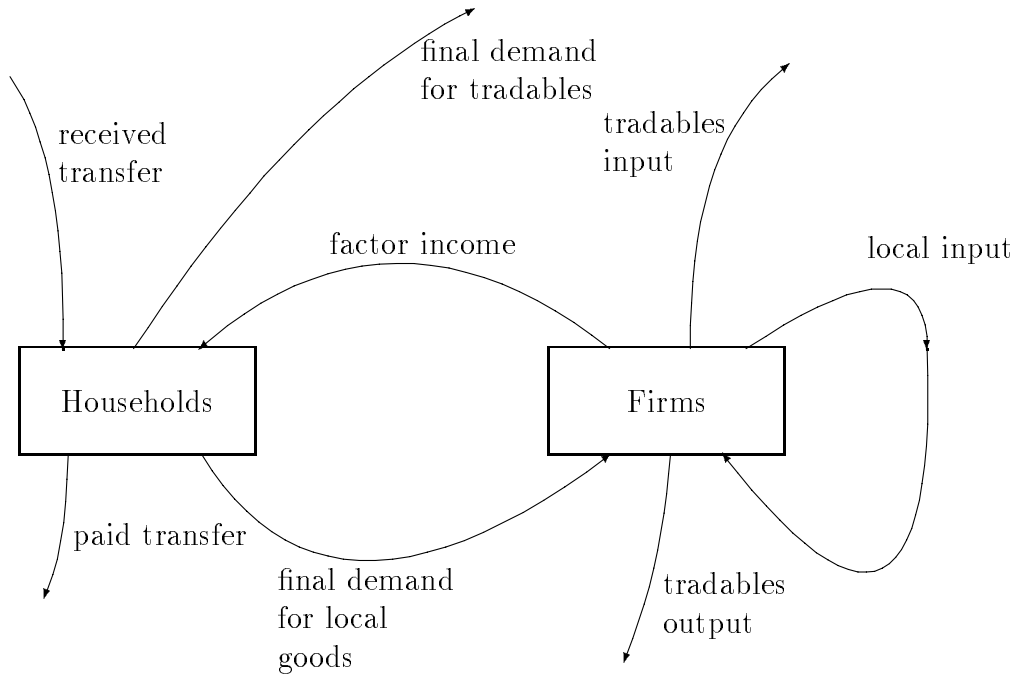 final demand
for tradables
received
transfer
tradables
input
factor income
local input
Households
Firms
paid transfer
final demand
for local
goods
tradables
output